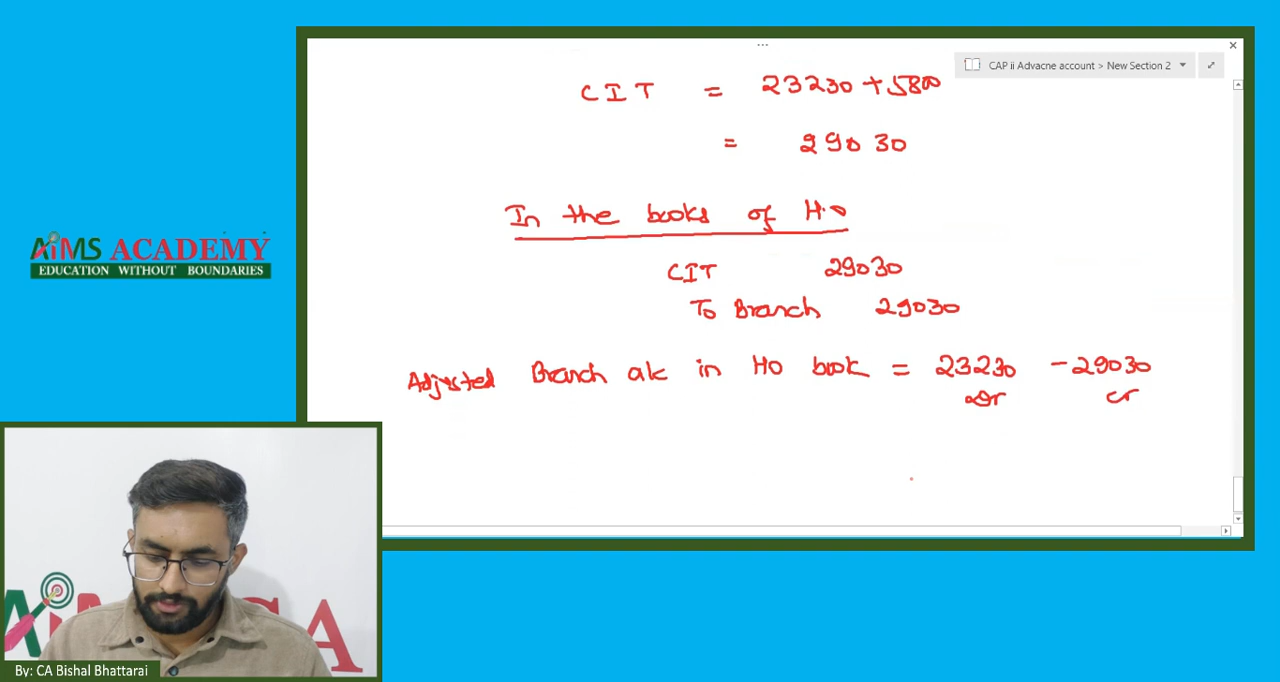 CAP ii Advacne account > New Section 2
CIT = 23230 + 5800
= 29030
In the books of H.O
CIT 29030
To Branch 29030
Adjusted Branch a/c in HO book = 23230 - 29030
Dr Cr
AiMS ACADEMY
EDUCATION WITHOUT BOUNDARIES
By: CA Bishal Bhattarai